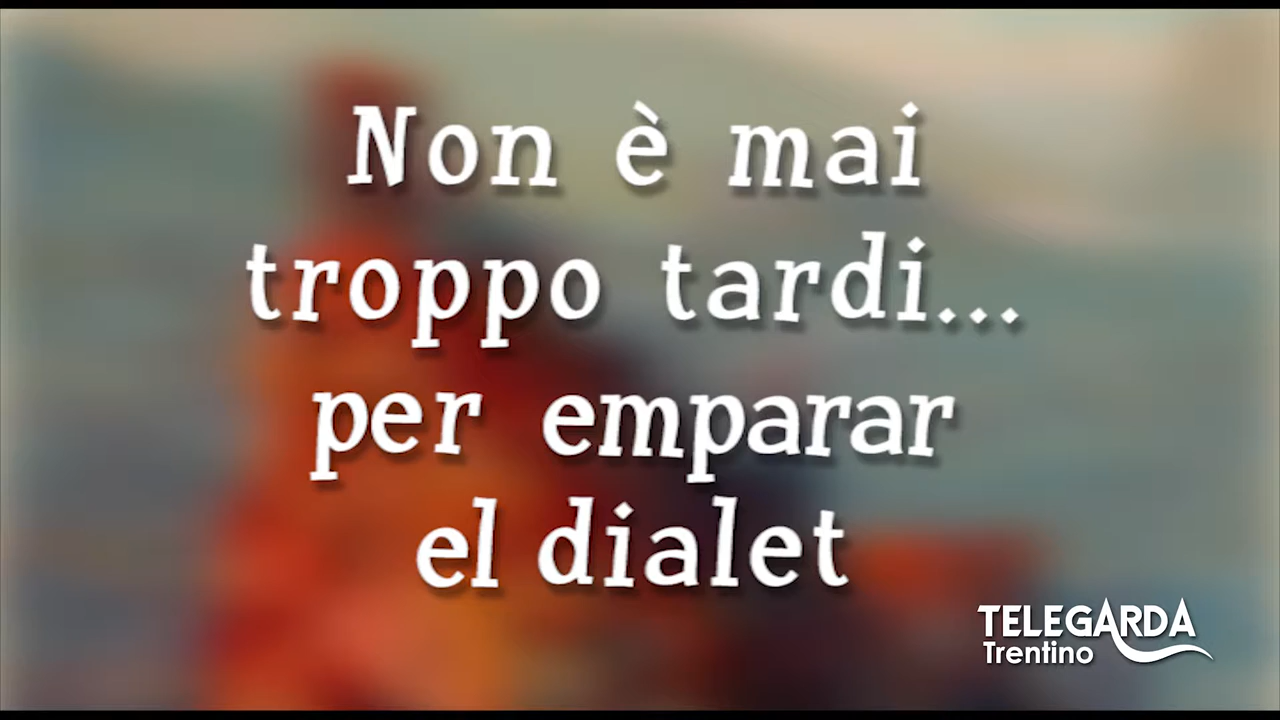 Non è mai
troppo tardi...
per emparar
el dialet
TELEGARDA
Trentino